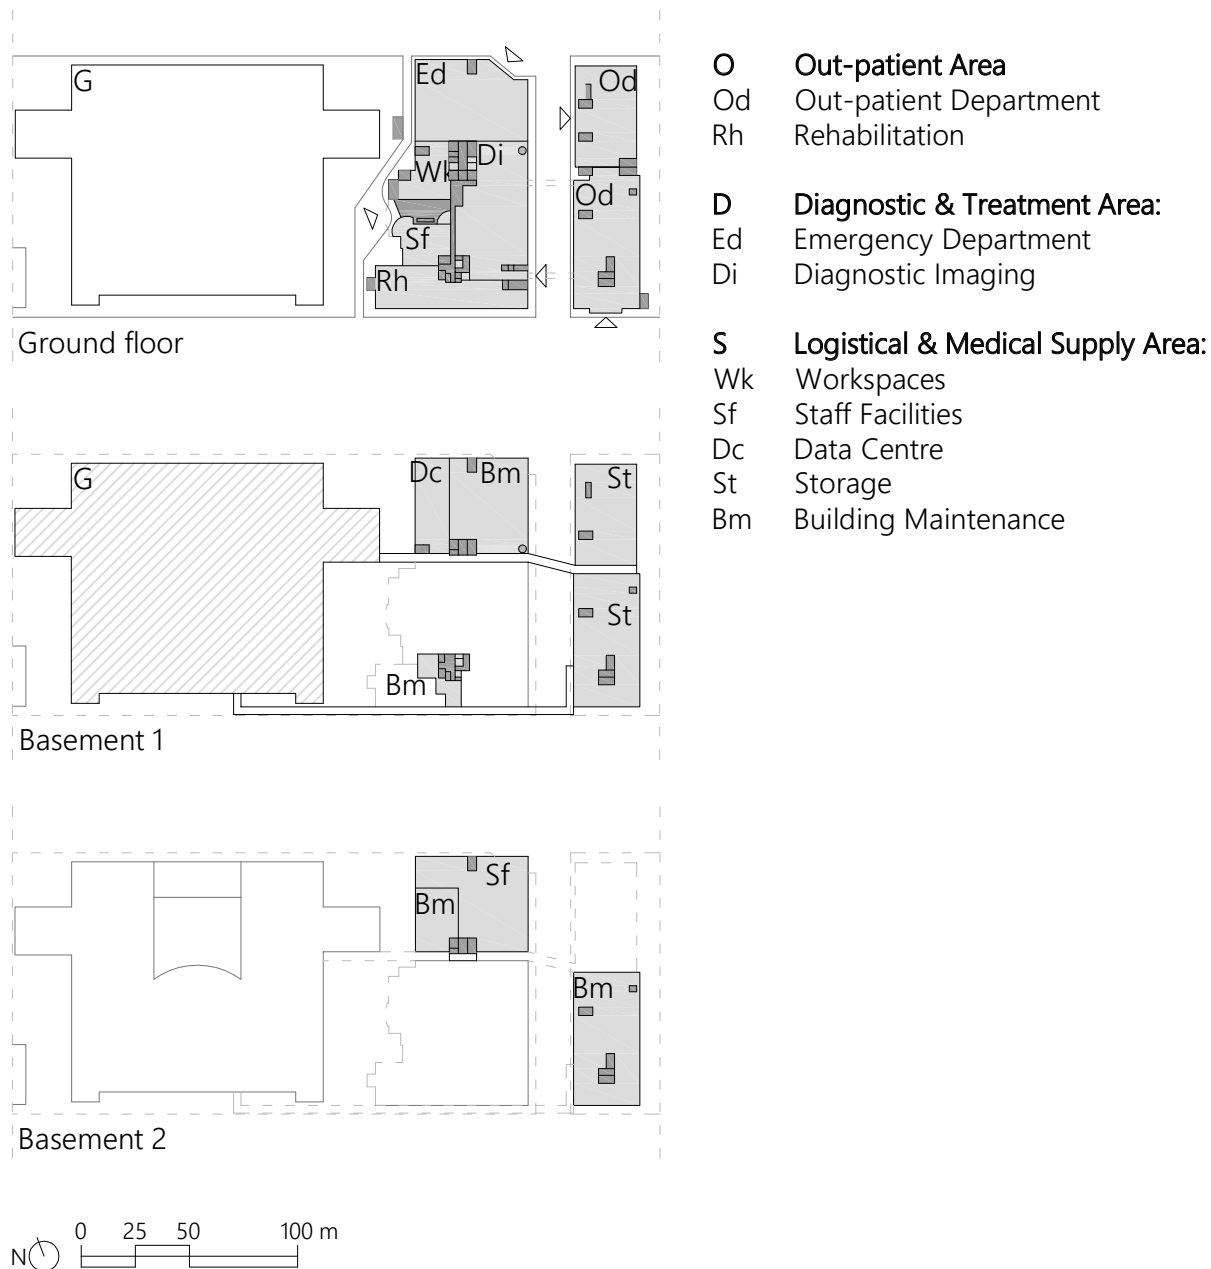 G
Ed
Od
Wk
Di
Od
Sf
Rh
Ground floor
G
Dc
Bm
St
St
Bm
Basement 1
Sf
Bm
Bm
Basement 2
0 25 50 100 m
N
O Out-patient Area
Od Out-patient Department
Rh Rehabilitation
D Diagnostic & Treatment Area:
Ed Emergency Department
Di Diagnostic Imaging
S Logistical & Medical Supply Area:
Wk Workspaces
Sf Staff Facilities
Dc Data Centre
St Storage
Bm Building Maintenance